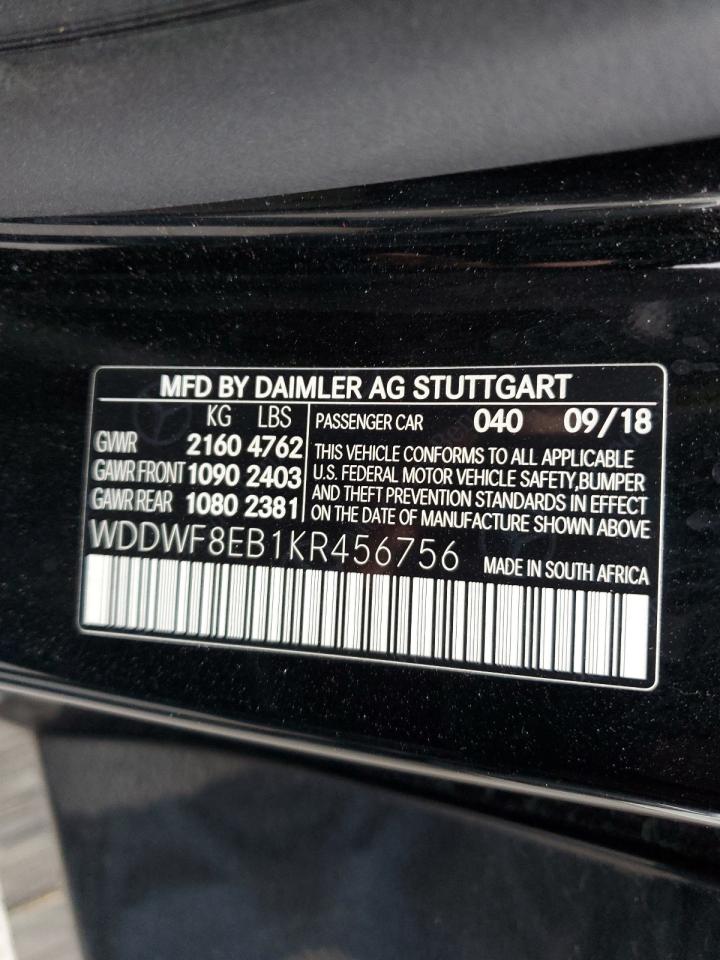 MFD BY DAIMLER AG STUTTGART
KG LBS
GVWR 2160 4762
GAWR FRONT 1090 2403
GAWR REAR 1080 2381
PASSENGER CAR 040 09/18
THIS VEHICLE CONFORMS TO ALL APPLICABLE
U.S. FEDERAL MOTOR VEHICLE SAFETY,BUMPER
AND THEFT PREVENTION STANDARDS IN EFFECT
ON THE DATE OF MANUFACTURE SHOWN ABOVE
WDDWF8EB1KR456756
MADE IN SOUTH AFRICA